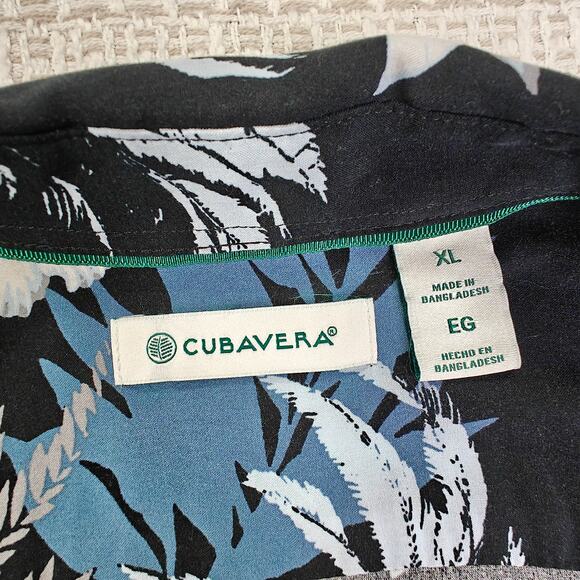 CUBAVERA®
XL
MADE IN
BANGLADESH
EG
HECHO EN
BANGLADESH